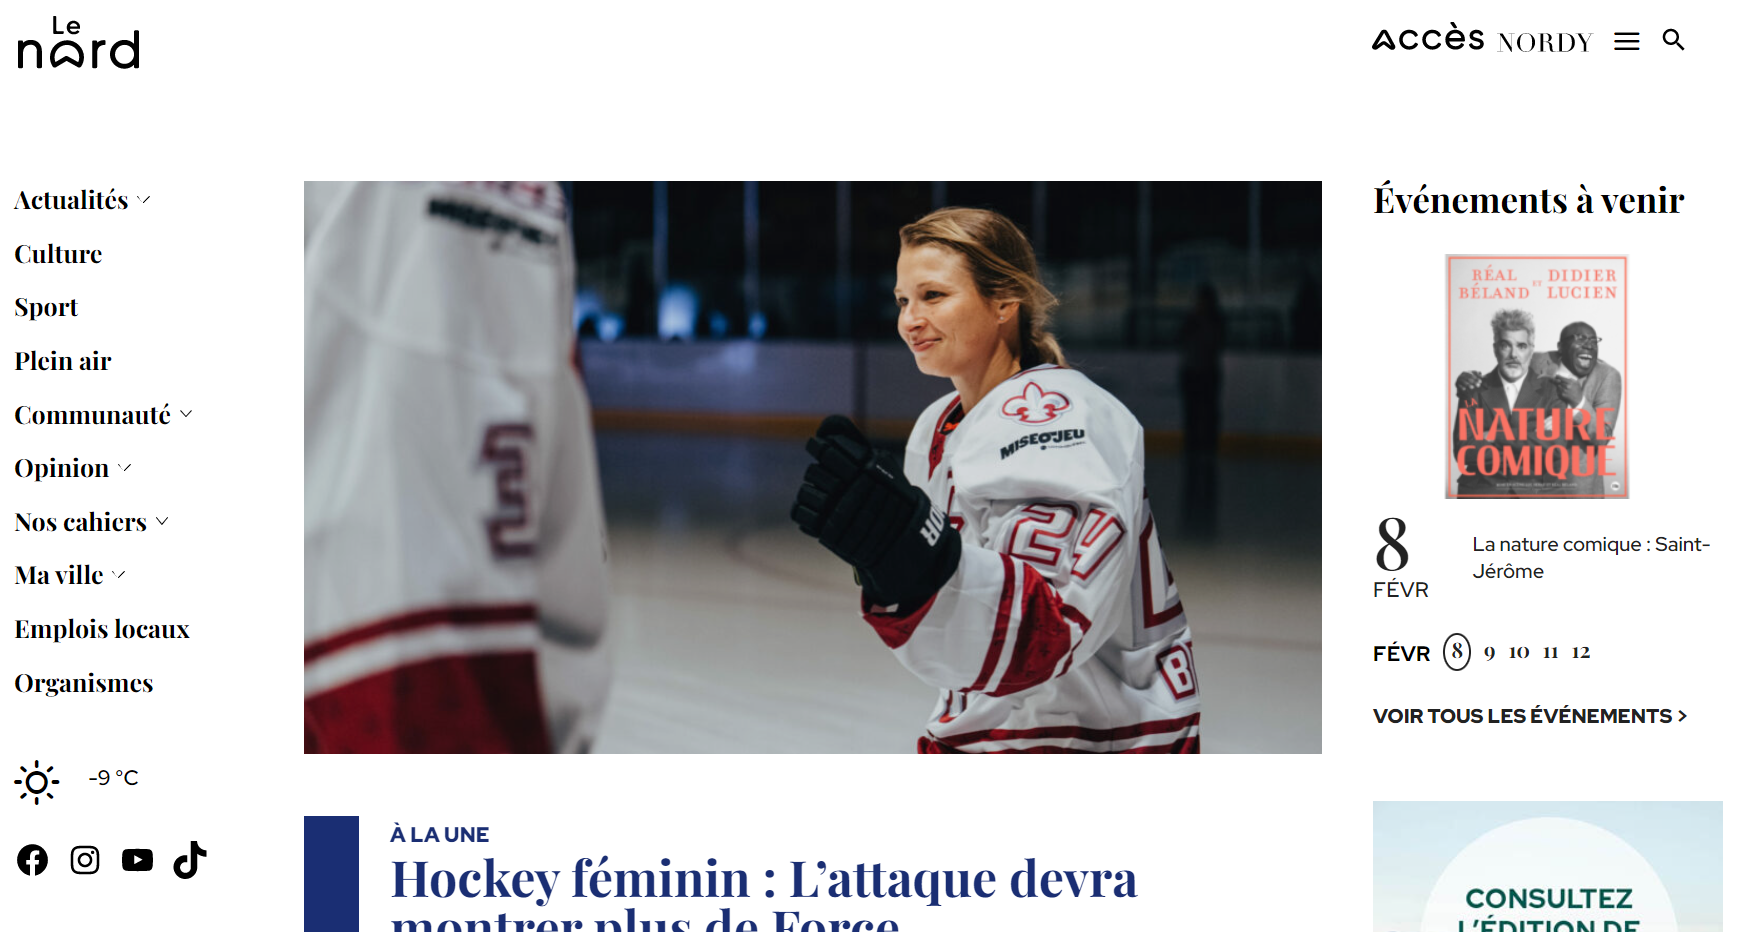 Le
nord
Accès NORDY
Actualités
Culture
Sport
Plein air
Communauté
Opinion
Nos cahiers
Ma ville
Emplois locaux
Organismes
-9 °C
MISEOJEU
24
Événements à venir
RÉAL BÉLAND ET DIDIER LUCIEN
LA
NATURE
COMIQUE
8
FÉVR
La nature comique : Saint-
Jérôme
FÉVR 8 9 10 11 12
VOIR TOUS LES ÉVÉNEMENTS >
À LA UNE
Hockey féminin : L’attaque devra
montrer plus de Force
CONSULTEZ
L’ÉDITION DE